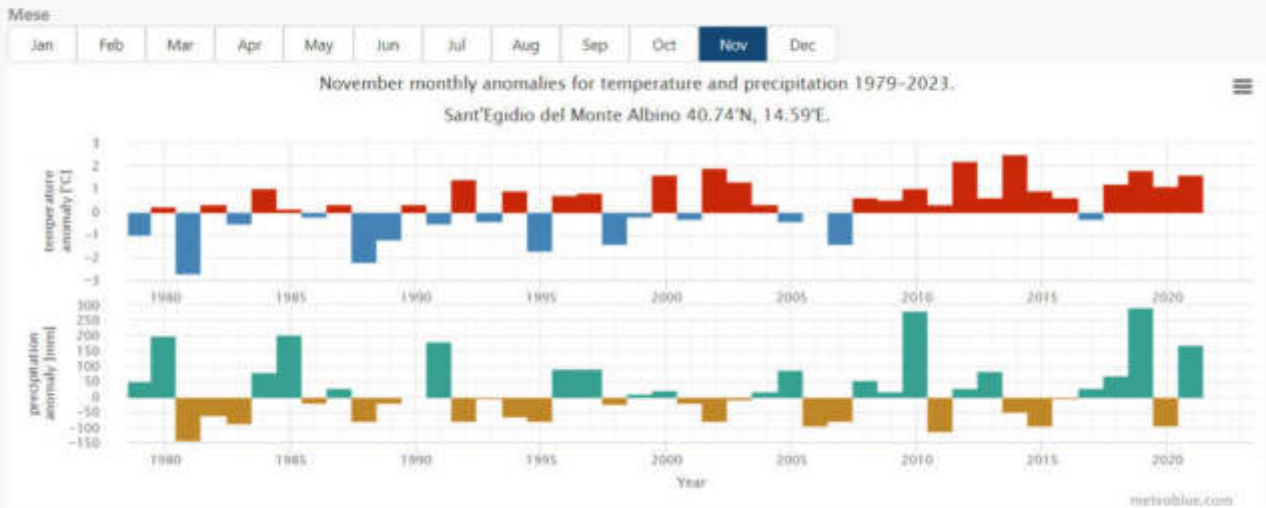 Mese
Jan Feb Mar Apr May Jun Jul Aug Sep Oct Nov Dec
November monthly anomalies for temperature and precipitation 1979-2023.
Sant'Egidio del Monte Albino 40.74°N, 14.59°E.
temperature
anomaly [°C]
3
2
1
0
-1
-2
-3
1980 1985 1990 1995 2000 2005 2010 2015 2020
precipitation
anomaly [mm]
300
250
200
150
100
50
0
-50
-100
-150
1980 1985 1990 1995 2000 2005 2010 2015 2020
Year
meteoblue.com